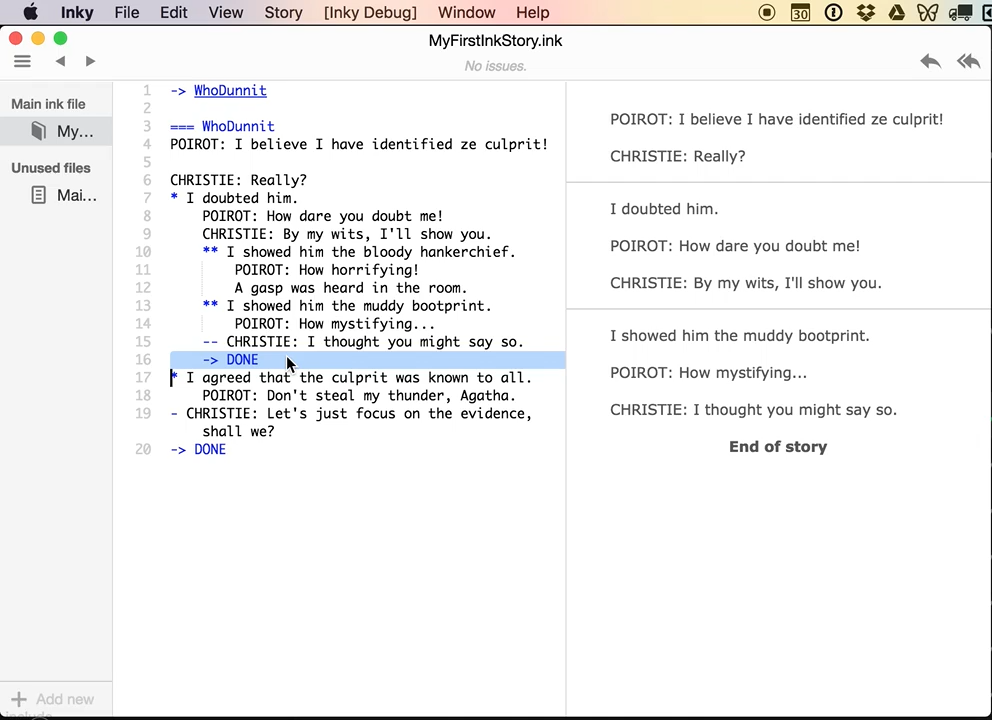 Inky File Edit View Story [Inky Debug] Window Help 30
MyFirstInkStory.ink
No issues.
Main ink file
My...
Unused files
Mai...
1 -> WhoDunnit
2
3 === WhoDunnit
4 POIROT: I believe I have identified ze culprit!
5
6 CHRISTIE: Really?
7 * I doubted him.
8 POIROT: How dare you doubt me!
9 CHRISTIE: By my wits, I'll show you.
10 ** I showed him the bloody hankerchief.
11 POIROT: How horrifying!
12 A gasp was heard in the room.
13 ** I showed him the muddy bootprint.
14 POIROT: How mystifying...
15 -- CHRISTIE: I thought you might say so.
16 -> DONE
17 * I agreed that the culprit was known to all.
18 POIROT: Don't steal my thunder, Agatha.
19 - CHRISTIE: Let's just focus on the evidence,
shall we?
20 -> DONE
POIROT: I believe I have identified ze culprit!
CHRISTIE: Really?
I doubted him.
POIROT: How dare you doubt me!
CHRISTIE: By my wits, I'll show you.
I showed him the muddy bootprint.
POIROT: How mystifying...
CHRISTIE: I thought you might say so.
End of story
+ Add new
include